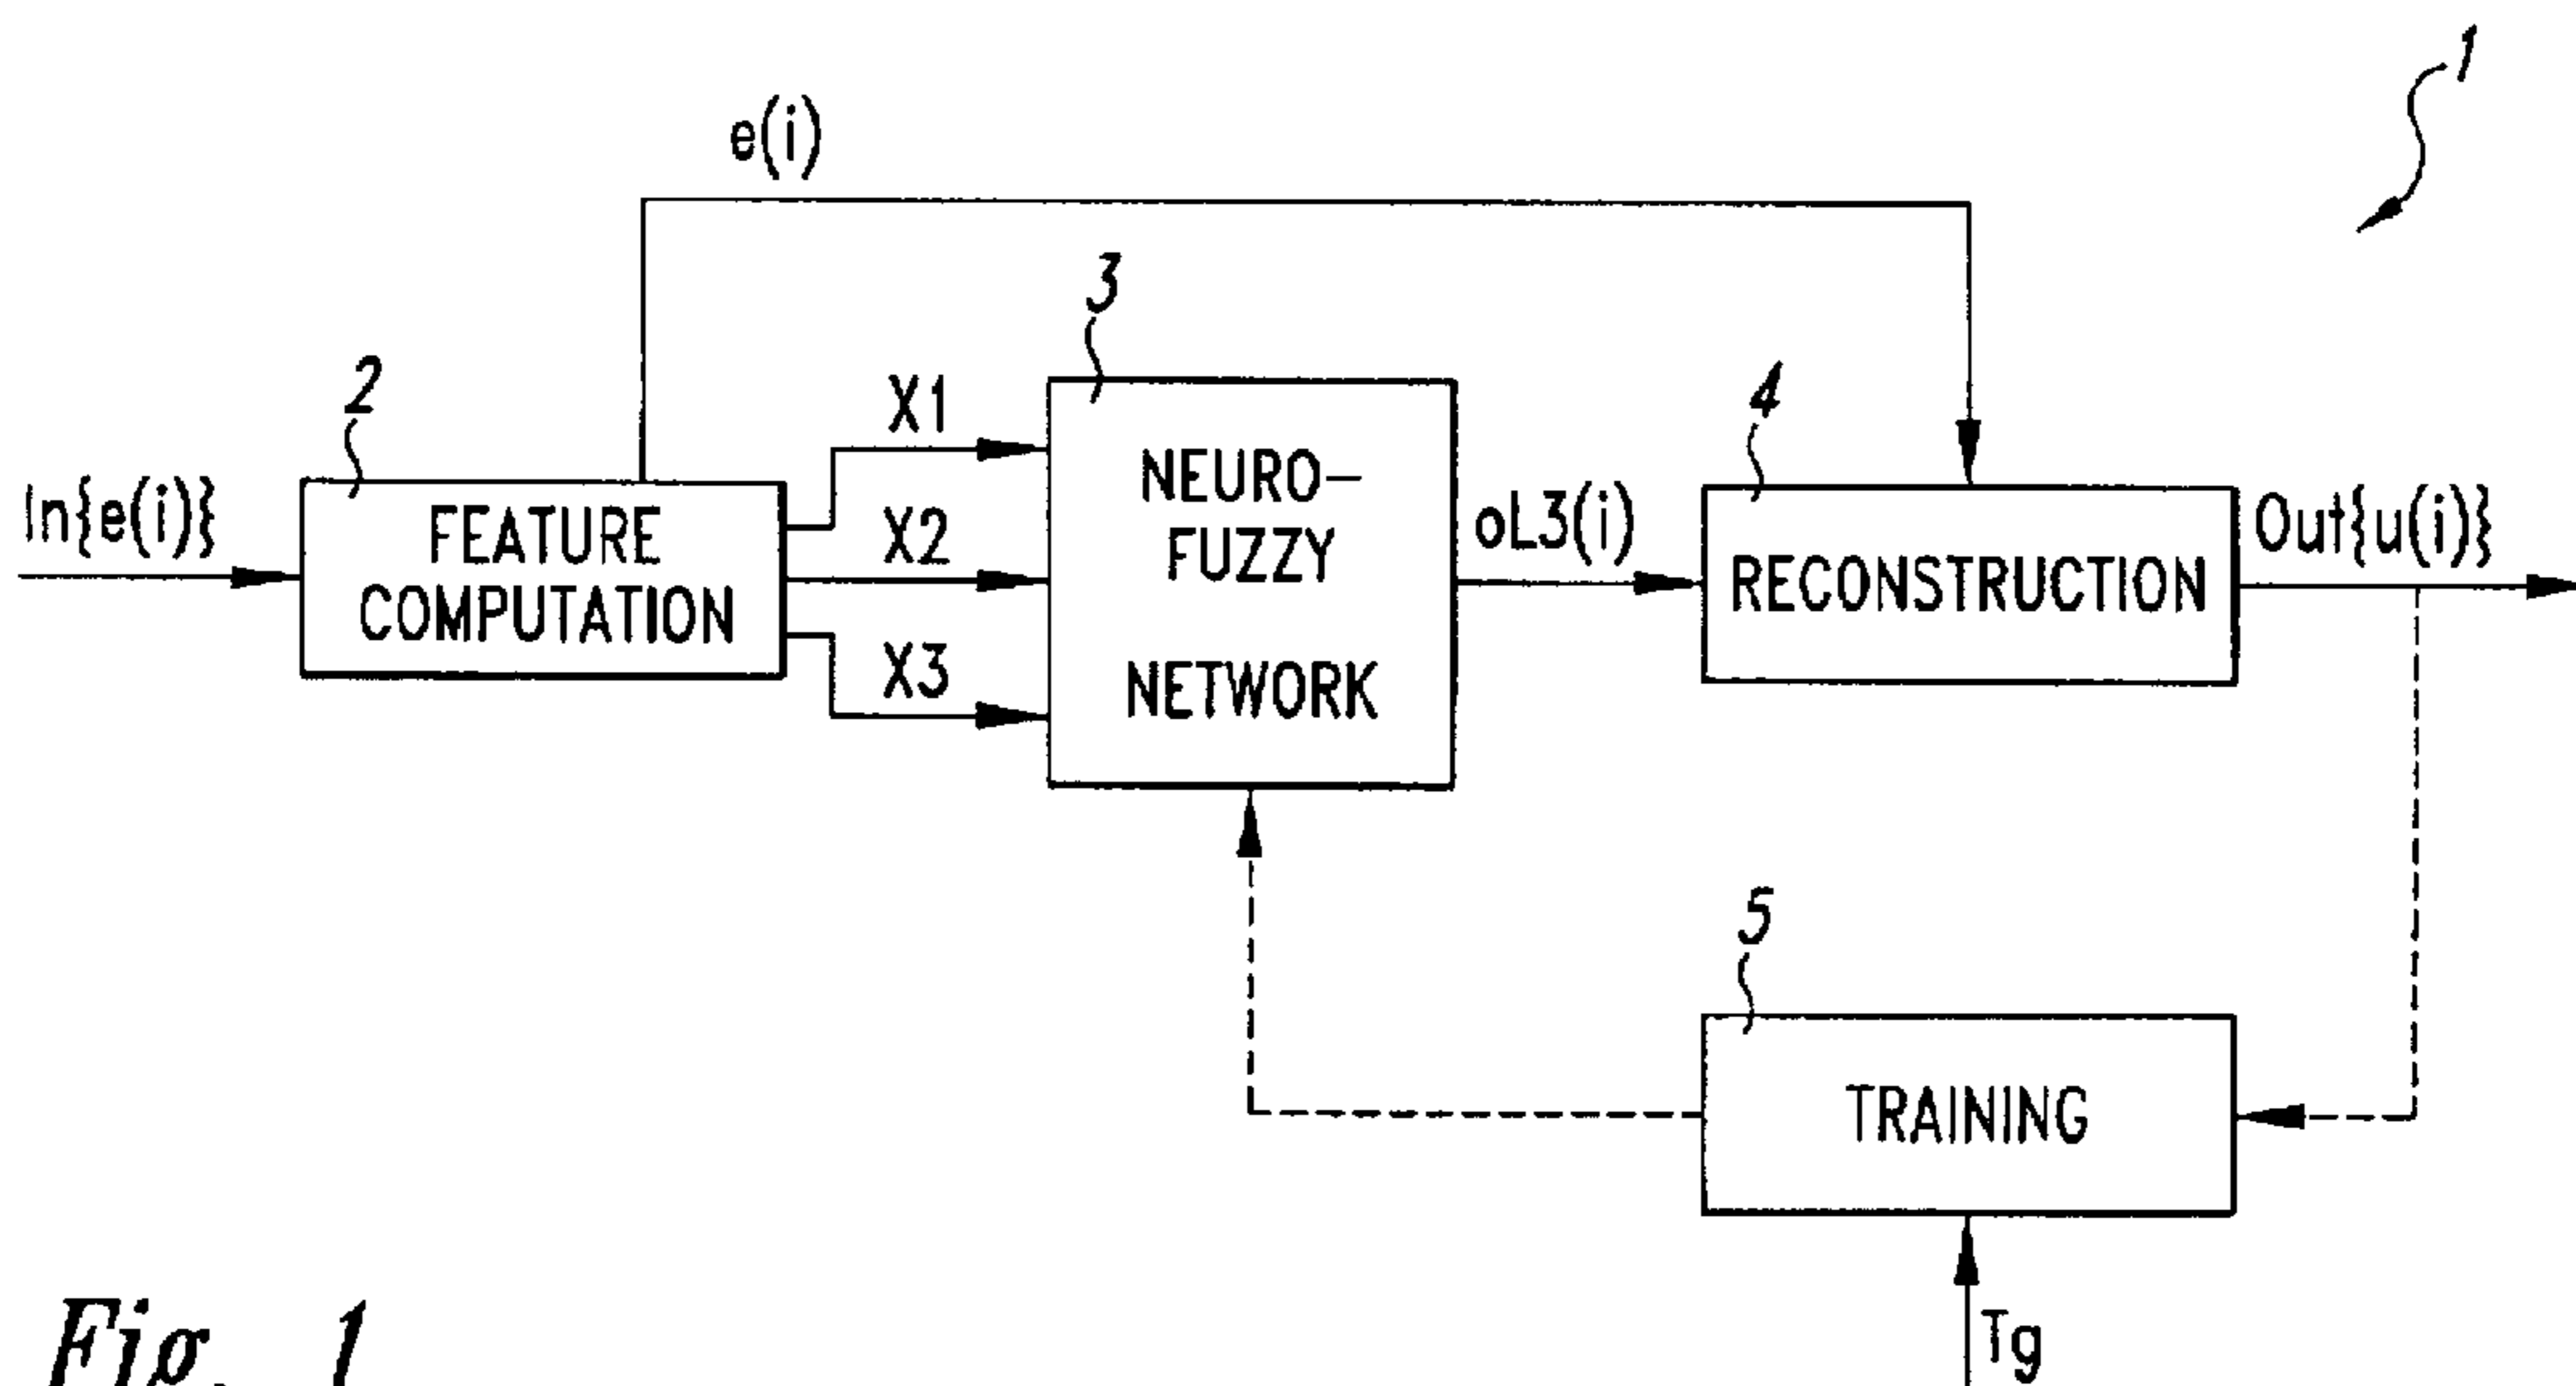 1
e(i)
3
2
X1
4
In{e(i)}
FEATURE
COMPUTATION
X2
X3
NEURO-
FUZZY
NETWORK
oL3(i)
RECONSTRUCTION
Out{u(i)}
5
TRAINING
Tg
Fig. 1